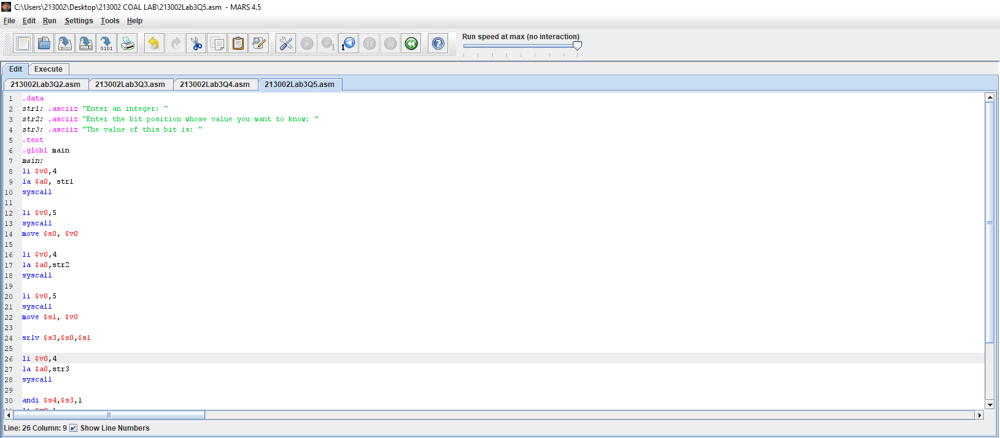 C:\Users\213002\Desktop\213002 COAL LAB\213002Lab3Q5.asm - MARS 4.5
File Edit Run Settings Tools Help
Run speed at max (no interaction)
Edit Execute
213002Lab3Q2.asm 213002Lab3Q3.asm 213002Lab3Q4.asm 213002Lab3Q5.asm
1 .data
2 str1: .asciiz "Enter an integer: "
3 str2: .asciiz "Enter the bit position whose value you want to know: "
4 str3: .asciiz "The value of this bit is: "
5 .text
6 .globl main
7 main:
8 li $v0,4
9 la $a0, str1
10 syscall
11
12 li $v0,5
13 syscall
14 move $s0, $v0
15
16 li $v0,4
17 la $a0,str2
18 syscall
19
20 li $v0,5
21 syscall
22 move $s1, $v0
23
24 srlv $s3,$s0,$s1
25
26 li $v0,4
27 la $a0,str3
28 syscall
29
30 andi $s4,$s3,1
Line: 26 Column: 9 Show Line Numbers